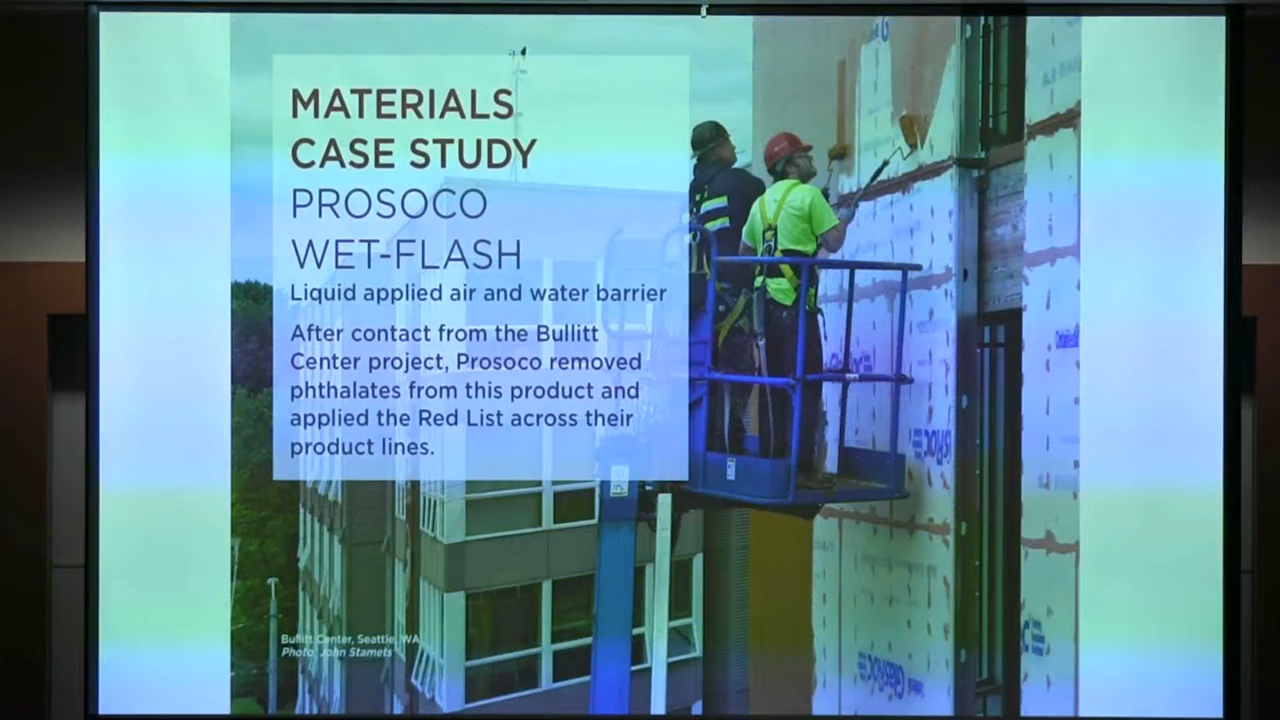 MATERIALS
CASE STUDY
PROSOCO
WET-FLASH
Liquid applied air and water barrier
After contact from the Bullitt
Center project, Prosoco removed
phthalates from this product and
applied the Red List across their
product lines.
Bullitt Center, Seattle, WA
Photo: John Stamets
GlasRoc
GlasRoc